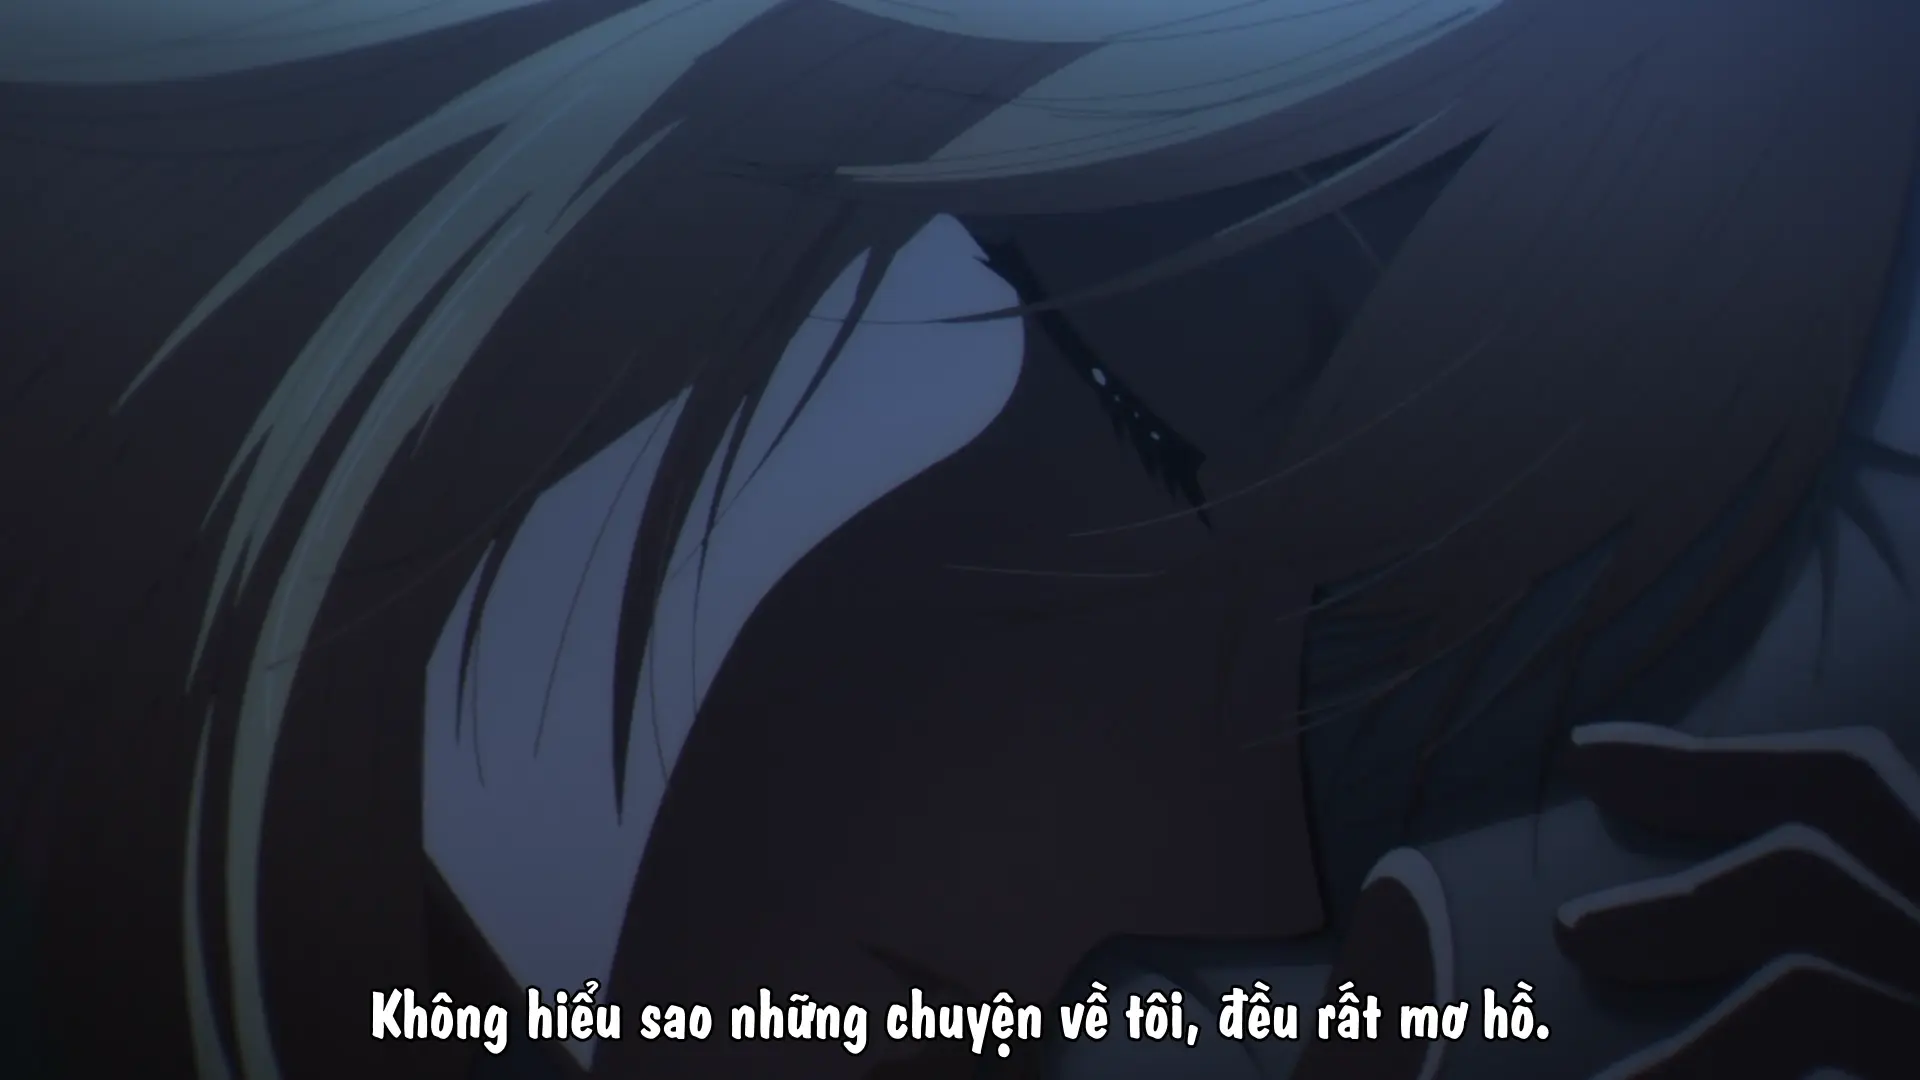 Không hiểu sao những chuyện về tôi, đều rất mơ hồ.